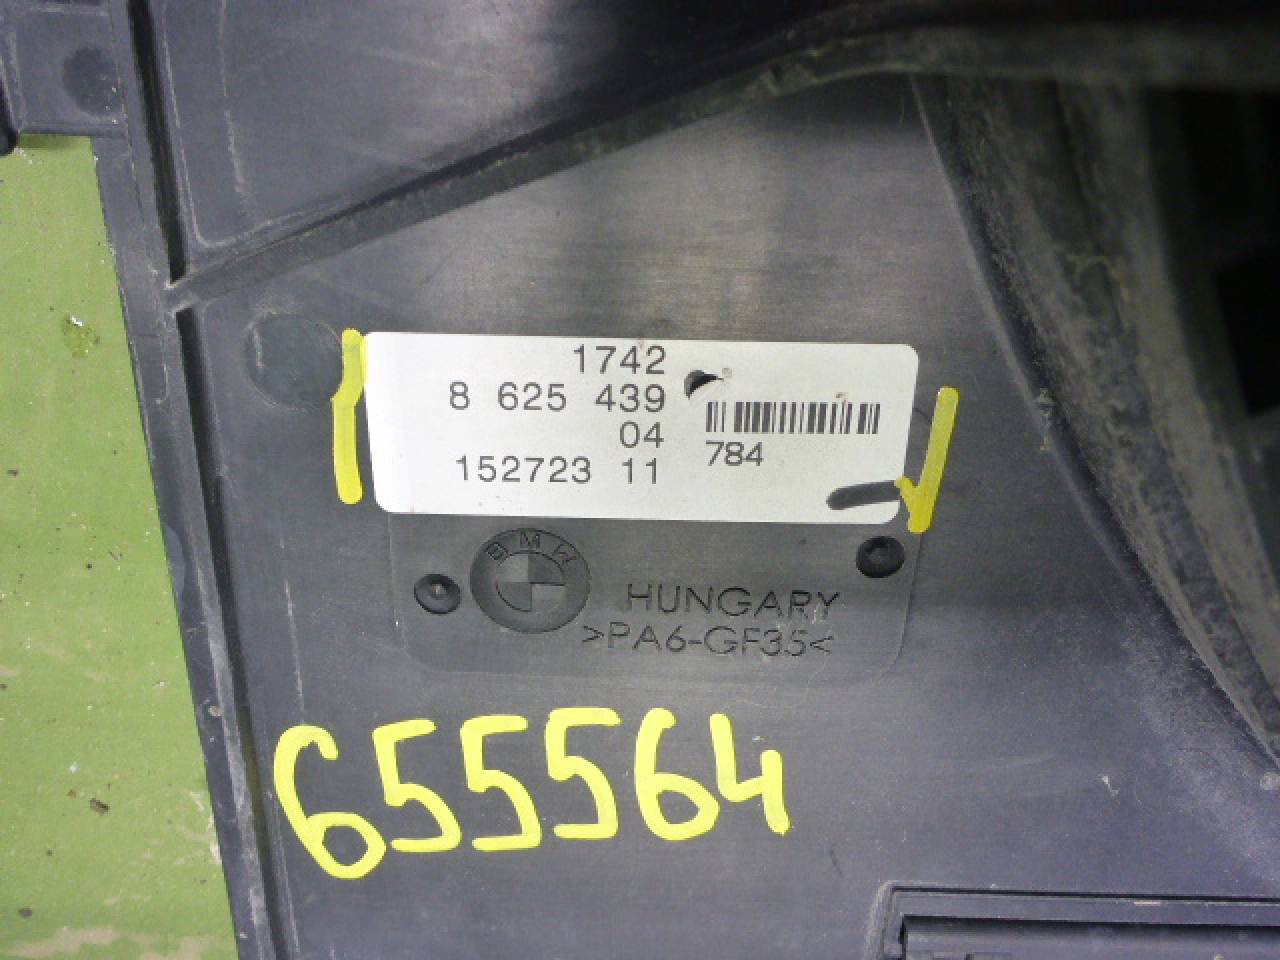 1742
8 625 439
04
152723 11
784
BMW
HUNGARY
>PA6-GF35<
655564